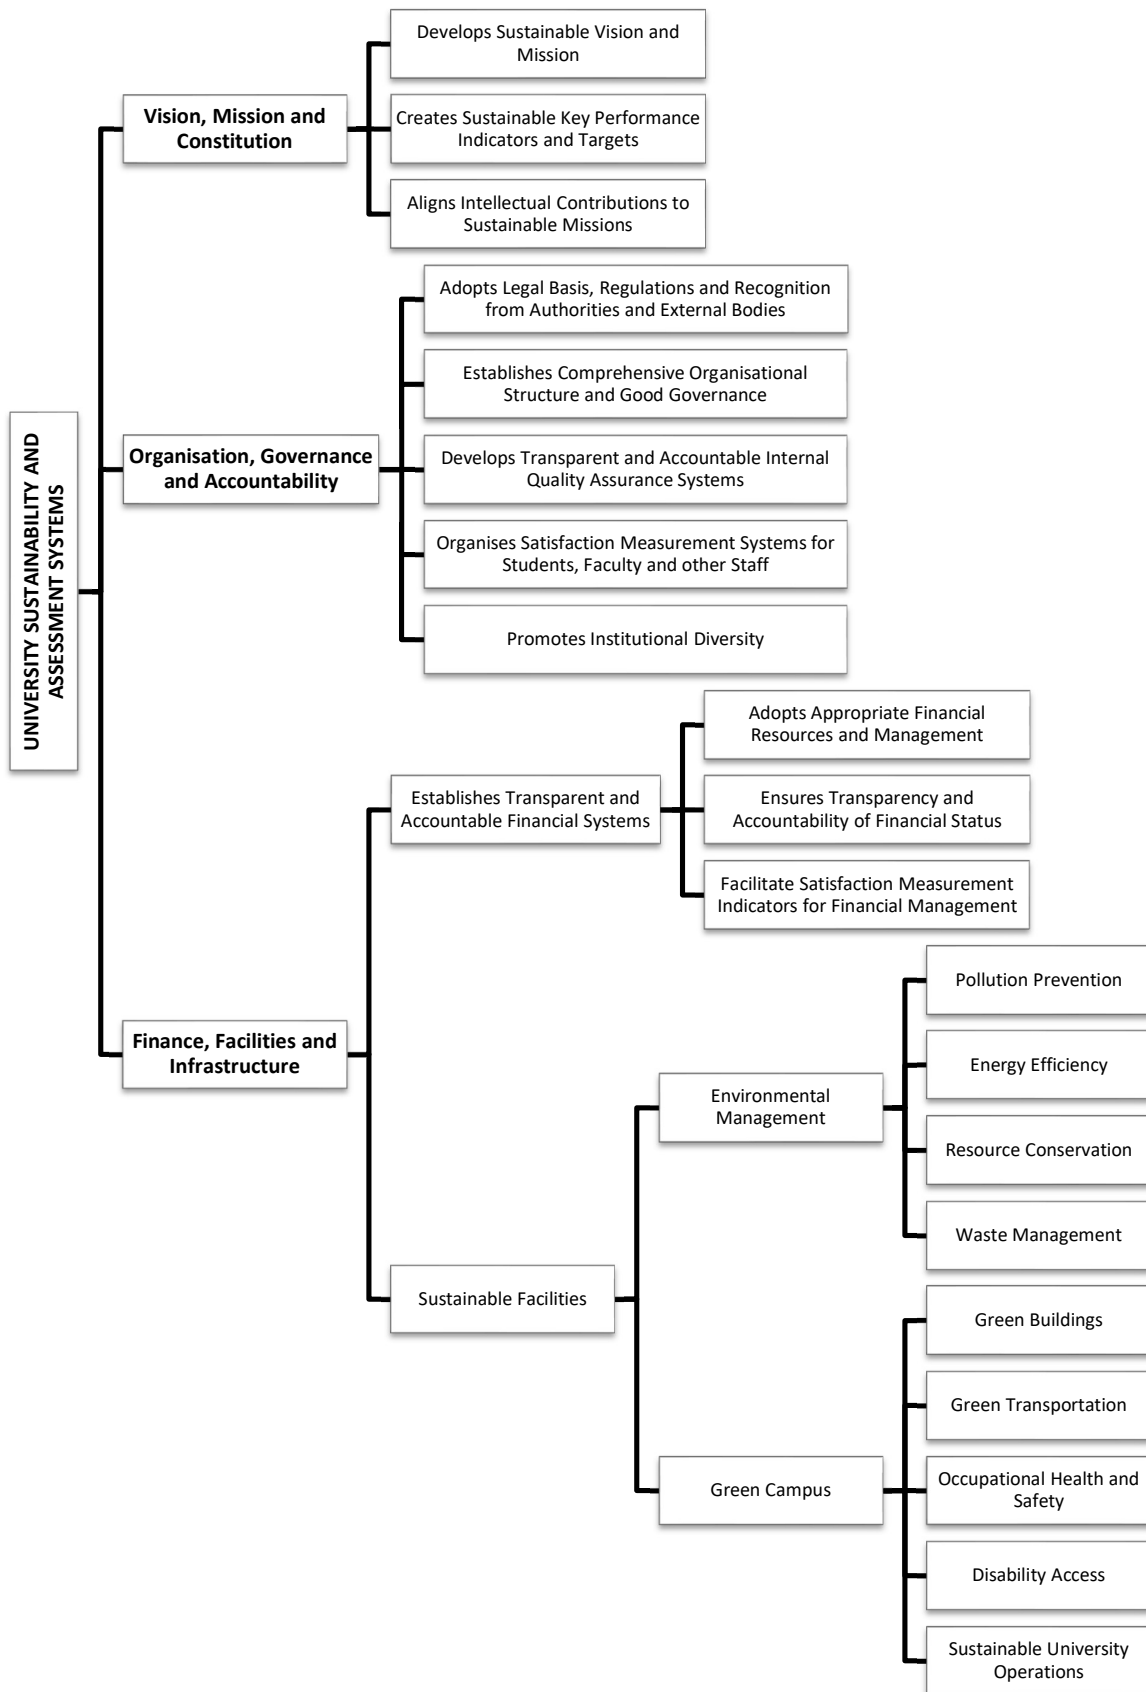 UNIVERSITY SUSTAINABILITY AND
ASSESSMENT SYSTEMS
Vision, Mission and
Constitution
Develops Sustainable Vision and
Mission
Creates Sustainable Key Performance
Indicators and Targets
Aligns Intellectual Contributions to
Sustainable Missions
Organisation, Governance
and Accountability
Adopts Legal Basis, Regulations and Recognition
from Authorities and External Bodies
Establishes Comprehensive Organisational
Structure and Good Governance
Develops Transparent and Accountable Internal
Quality Assurance Systems
Organises Satisfaction Measurement Systems for
Students, Faculty and other Staff
Promotes Institutional Diversity
Finance, Facilities and
Infrastructure
Establishes Transparent and
Accountable Financial Systems
Adopts Appropriate Financial
Resources and Management
Ensures Transparency and
Accountability of Financial Status
Facilitate Satisfaction Measurement
Indicators for Financial Management
Sustainable Facilities
Environmental
Management
Pollution Prevention
Energy Efficiency
Resource Conservation
Waste Management
Green Campus
Green Buildings
Green Transportation
Occupational Health and
Safety
Disability Access
Sustainable University
Operations